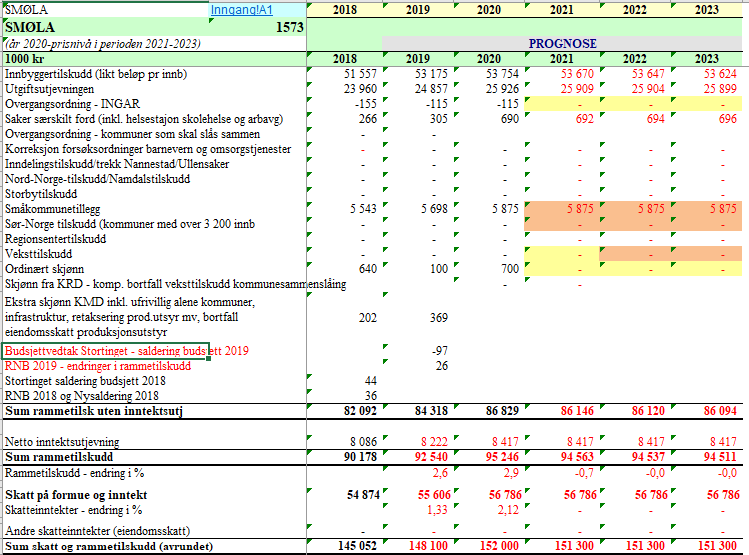 SMØLA Inngang!A1 2018 2019 2020 2021 2022 2023
SMØLA 1573
(år 2020-prisnivå i perioden 2021-2023) PROGNOSE
1000 kr 2018 2019 2020 2021 2022 2023
Innbyggertilskudd (likt beløp pr innb) 51 557 53 175 53 754 53 670 53 647 53 624
Utgiftsutjevningen 23 960 24 857 25 926 25 909 25 904 25 899
Overgangsordning - INGAR -155 -115 -115 - - -
Saker særskilt ford (inkl. helsestasjon skolehelse og arbavg) 266 305 690 692 694 696
Overgangsordning - kommuner som skal slås sammen - -
Korreksjon forsøksordninger barnevern og omsorgstjenester - - - - - -
Inndelingstilskudd/trekk Nannestad/Ullensaker - - - - - -
Nord-Norge-tilskudd/Namdalstilskudd - - - - - -
Storbytilskudd - - - - - -
Småkommunetillegg 5 543 5 698 5 875 5 875 5 875 5 875
Sør-Norge tilskudd (kommuner med over 3 200 innb - - - - - -
Regionsentertilskudd - - - - - -
Veksttilskudd - - - - - -
Ordinært skjønn 640 100 700 - - -
Skjønn fra KRD - komp. bortfall veksttilskudd kommunesammenslåing - -
Ekstra skjønn KMD inkl. ufrivillig alene kommuner,
infrastruktur, retaksering prod.utsyr mv, bortfall 202 369
eiendomsskatt produksjonsutstyr
Budsjettvedtak Stortinget - saldering budsjett 2019 -97
RNB 2019 - endringer i rammetilskudd 26
Stortinget saldering budsjett 2018 44
RNB 2018 og Nysaldering 2018 36
Sum rammetilsk uten inntektsutj 82 092 84 318 86 829 86 146 86 120 86 094
Netto inntektsutjevning 8 086 8 222 8 417 8 417 8 417 8 417
Sum rammetilskudd 90 178 92 540 95 246 94 563 94 537 94 511
Rammetilskudd - endring i % 2,6 2,9 -0,7 -0,0 -0,0
Skatt på formue og inntekt 54 874 55 606 56 786 56 786 56 786 56 786
Skatteinntekter - endring i % 1,33 2,12 - - -
Andre skatteinntekter (eiendomsskatt) - - - - - -
Sum skatt og rammetilskudd (avrundet) 145 052 148 100 152 000 151 300 151 300 151 300